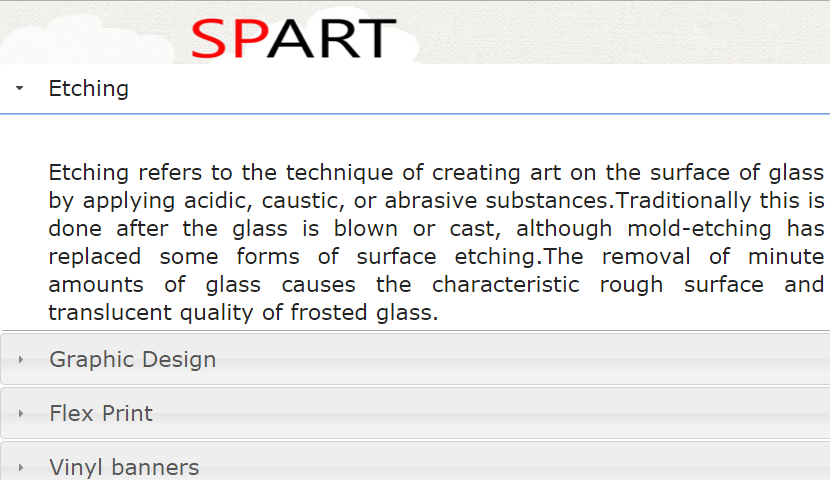 SPART
Etching
Etching refers to the technique of creating art on the surface of glass
by applying acidic, caustic, or abrasive substances.Traditionally this is
done after the glass is blown or cast, although mold-etching has
replaced some forms of surface etching.The removal of minute
amounts of glass causes the characteristic rough surface and
translucent quality of frosted glass.
Graphic Design
Flex Print
Vinyl banners